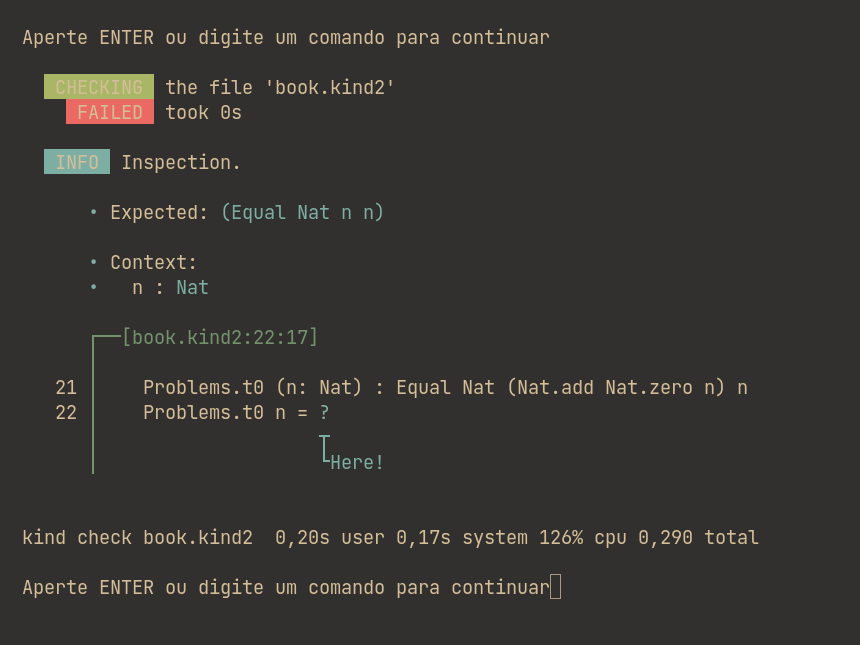 Aperte ENTER ou digite um comando para continuar
CHECKING the file 'book.kind2'
FAILED took 0s
INFO Inspection.
• Expected: (Equal Nat n n)
• Context:
• n : Nat
[book.kind2:22:17]
21 Problems.t0 (n: Nat) : Equal Nat (Nat.add Nat.zero n) n
22 Problems.t0 n = ?
Here!
kind check book.kind2  0,20s user 0,17s system 126% cpu 0,290 total
Aperte ENTER ou digite um comando para continuar